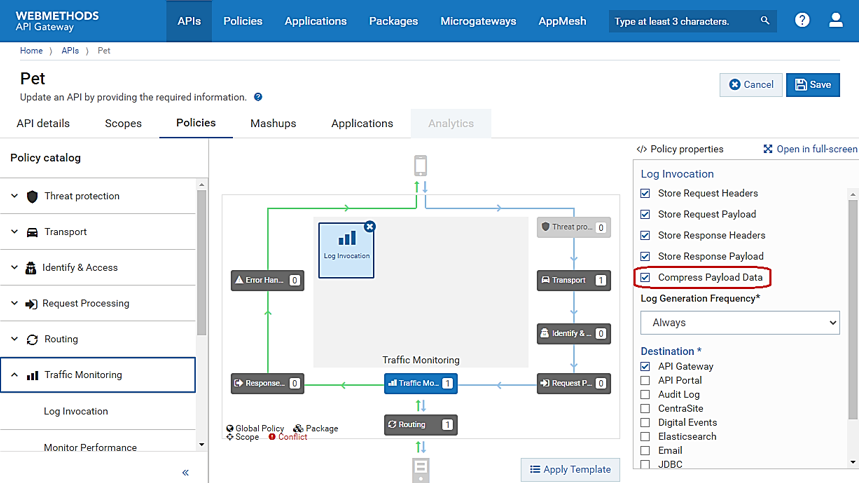 WEBMETHODS
API Gateway
APIs
Policies
Applications
Packages
Microgateways
AppMesh
Type at least 3 characters.
?
Home > APIs > Pet
Pet
Update an API by providing the required information. ?
Cancel
Save
API details
Scopes
Policies
Mashups
Applications
Analytics
Policy catalog
Threat protection
Transport
Identify & Access
Request Processing
Routing
Traffic Monitoring
Log Invocation
Monitor Performance
«
Log Invocation
Threat pro... 0
Error Han... 0
Transport 1
Identify & ... 0
Traffic Monitoring
Response... 0
Traffic Mo... 1
Request P... 0
Routing 1
Global Policy
Package
Scope
Conflict
Apply Template
</> Policy properties
Open in full-screen
Log Invocation
Store Request Headers
Store Request Payload
Store Response Headers
Store Response Payload
Compress Payload Data
Log Generation Frequency*
Always
Destination *
API Gateway
API Portal
Audit Log
CentraSite
Digital Events
Elasticsearch
Email
JDBC